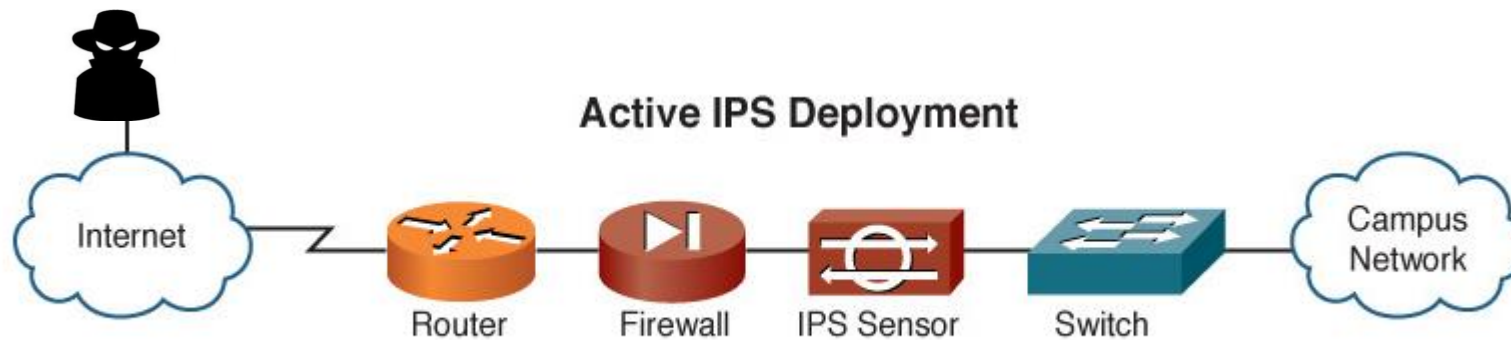 Active IPS Deployment
Internet
Router
Firewall
IPS Sensor
Switch
Campus
Network